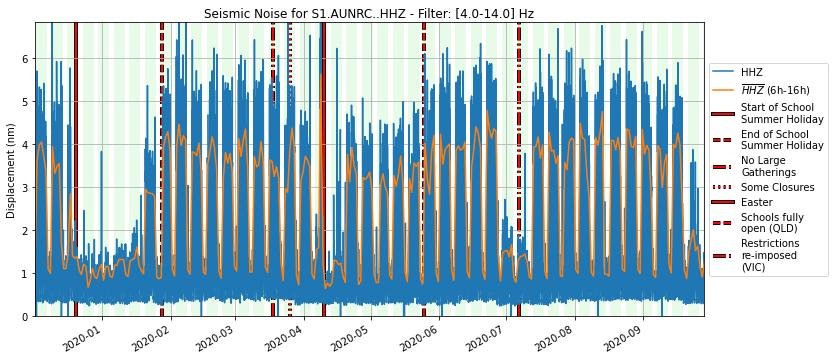 Seismic Noise for S1.AUNRC..HHZ - Filter: [4.0-14.0] Hz
Displacement (nm)
6
5
4
3
2
1
0
2020-01
2020-02
2020-03
2020-04
2020-05
2020-06
2020-07
2020-08
2020-09
HHZ
HHZ (6h-16h)
Start of School
Summer Holiday
End of School
Summer Holiday
No Large
Gatherings
Some Closures
Easter
Schools fully
open (QLD)
Restrictions
re-imposed
(VIC)